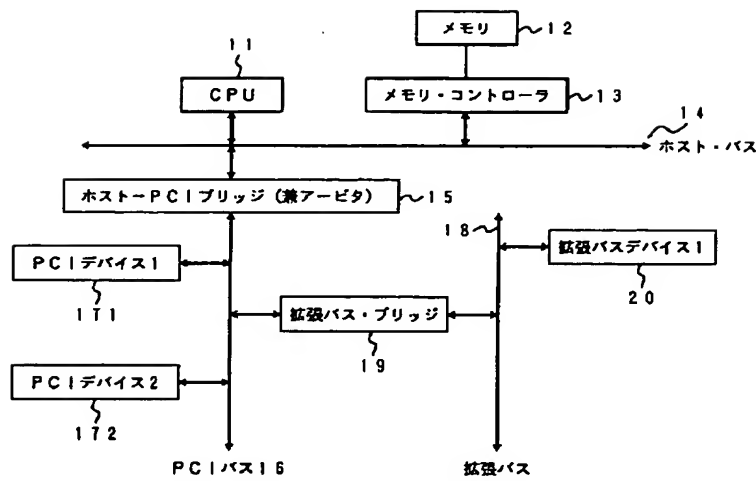 メモリ
12
11
CPU
メモリ・コントローラ
13
14
ホスト・バス
ホスト−PCIブリッジ(兼アービタ)
15
18
PCIデバイス1
171
拡張バスデバイス1
20
拡張バス・ブリッジ
19
PCIデバイス2
172
PCIバス16
拡張バス